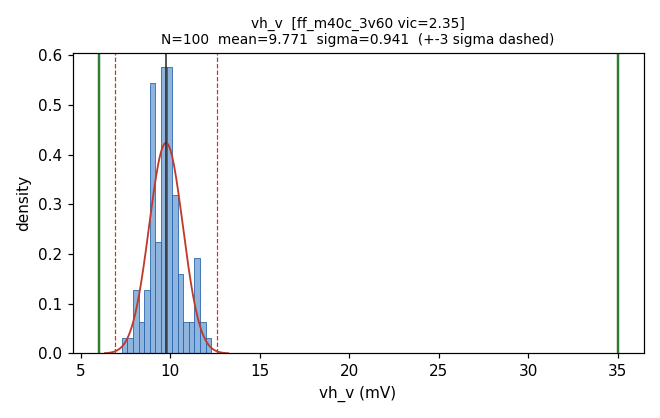 vh_v  [ff_m40c_3v60 vic=2.35]
N=100  mean=9.771  sigma=0.941  (+-3 sigma dashed)
0.6
0.5
0.4
0.3
0.2
0.1
0.0
density
5 10 15 20 25 30 35
vh_v (mV)